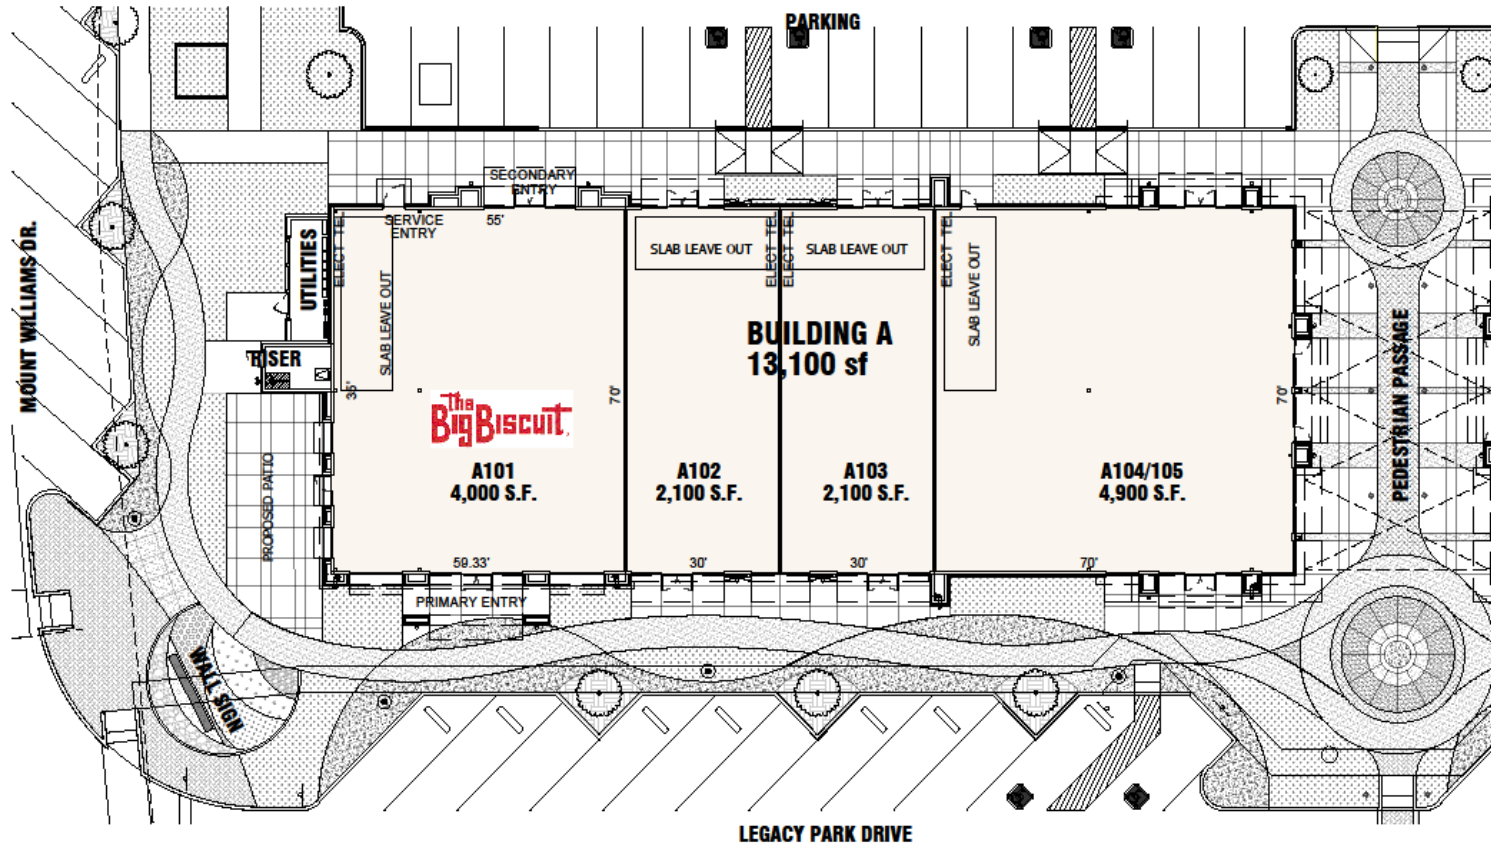 PARKING
SECONDARY
ENTRY
SERVICE
ENTRY
55'
ELECT TEL
SLAB LEAVE OUT
UTILITIES
RISER
35'
70'
SLAB LEAVE OUT
ELECT TEL
ELECT TEL
SLAB LEAVE OUT
ELECT TEL
SLAB LEAVE OUT
BUILDING A
13,100 sf
MOUNT WILLIAMS DR.
PEDESTRIAN PASSAGE
70'
the
Big Biscuit
A101
4,000 S.F.
A102
2,100 S.F.
A103
2,100 S.F.
A104/105
4,900 S.F.
PROPOSED PATIO
59.33'
30'
30'
70'
PRIMARY ENTRY
WALL SIGN
LEGACY PARK DRIVE